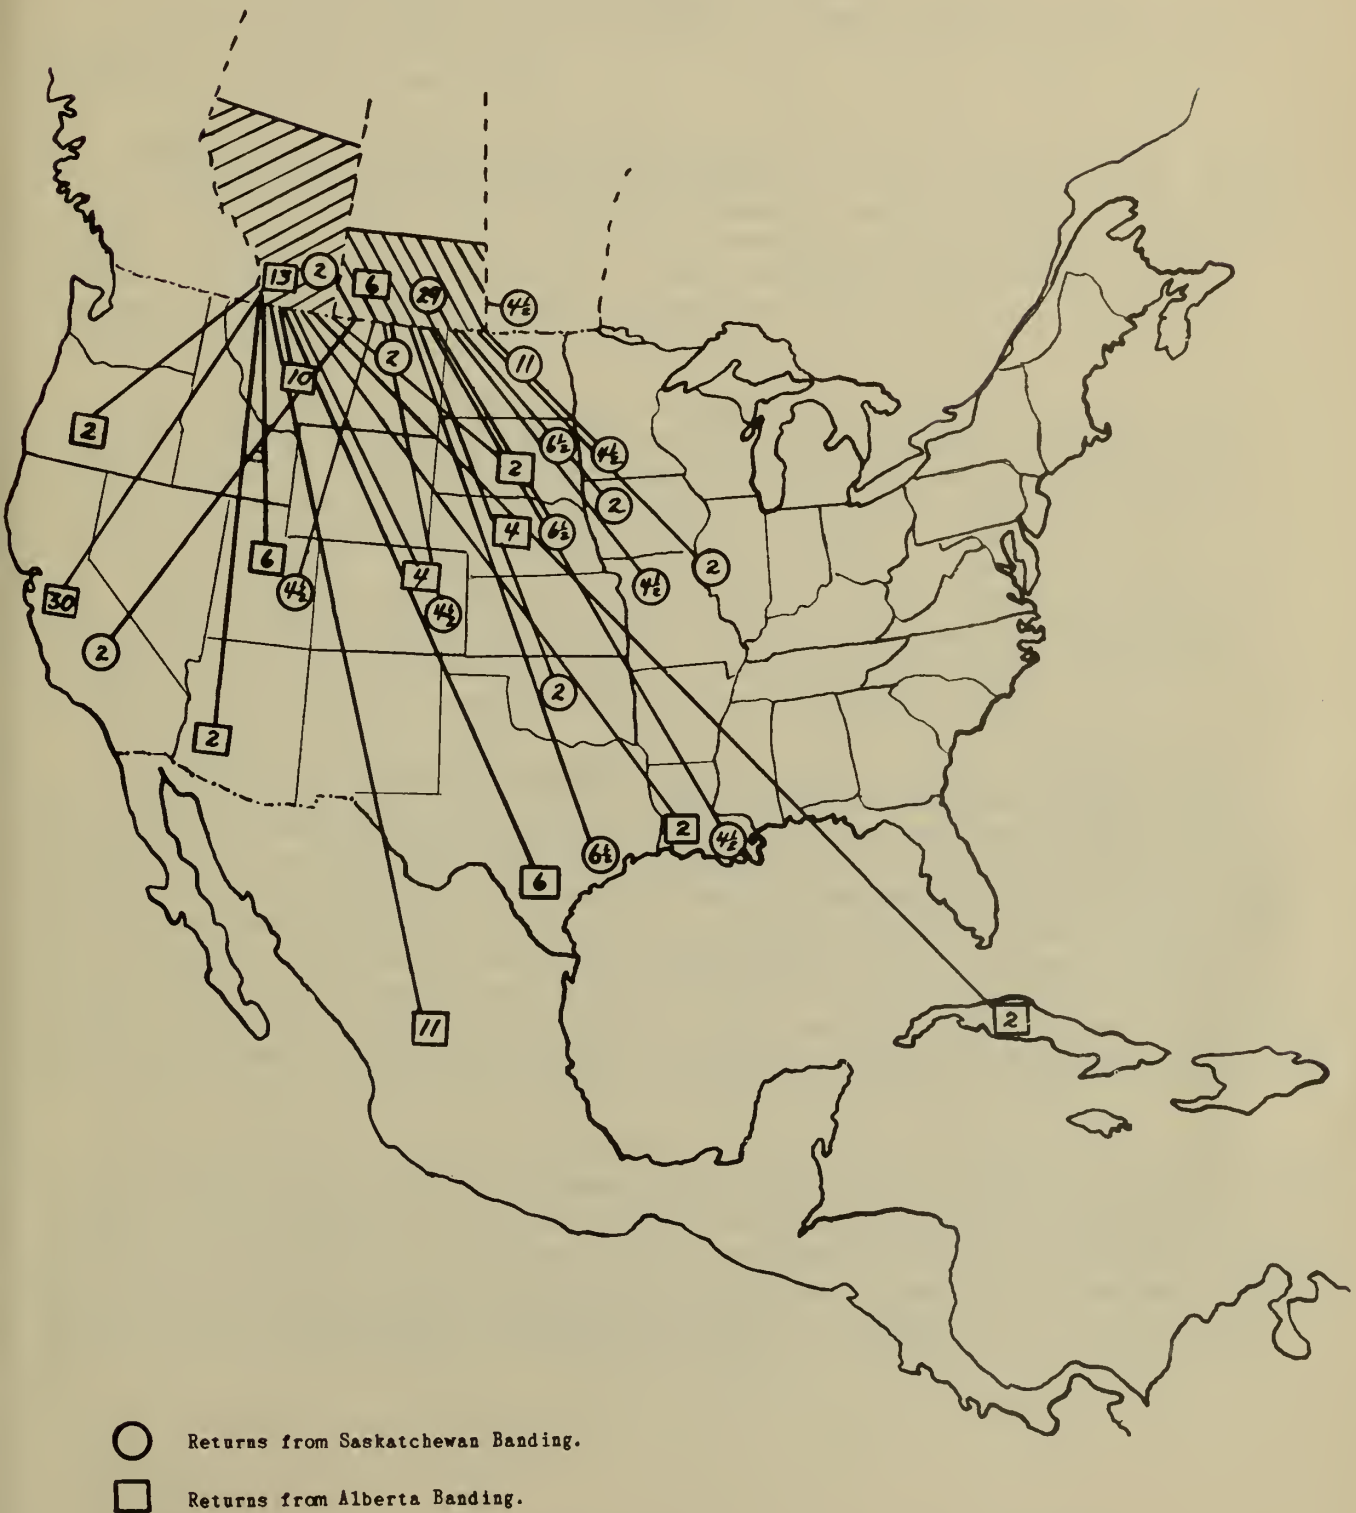 13 2 6 29 4½
2 11
10
2 6½ 4½
2
2
4 6½
6 4 2
4½ 4½
30 4½
2
2
2
2 4½
6½
6
11 2
Returns from Saskatchewan Banding.
Returns from Alberta Banding.